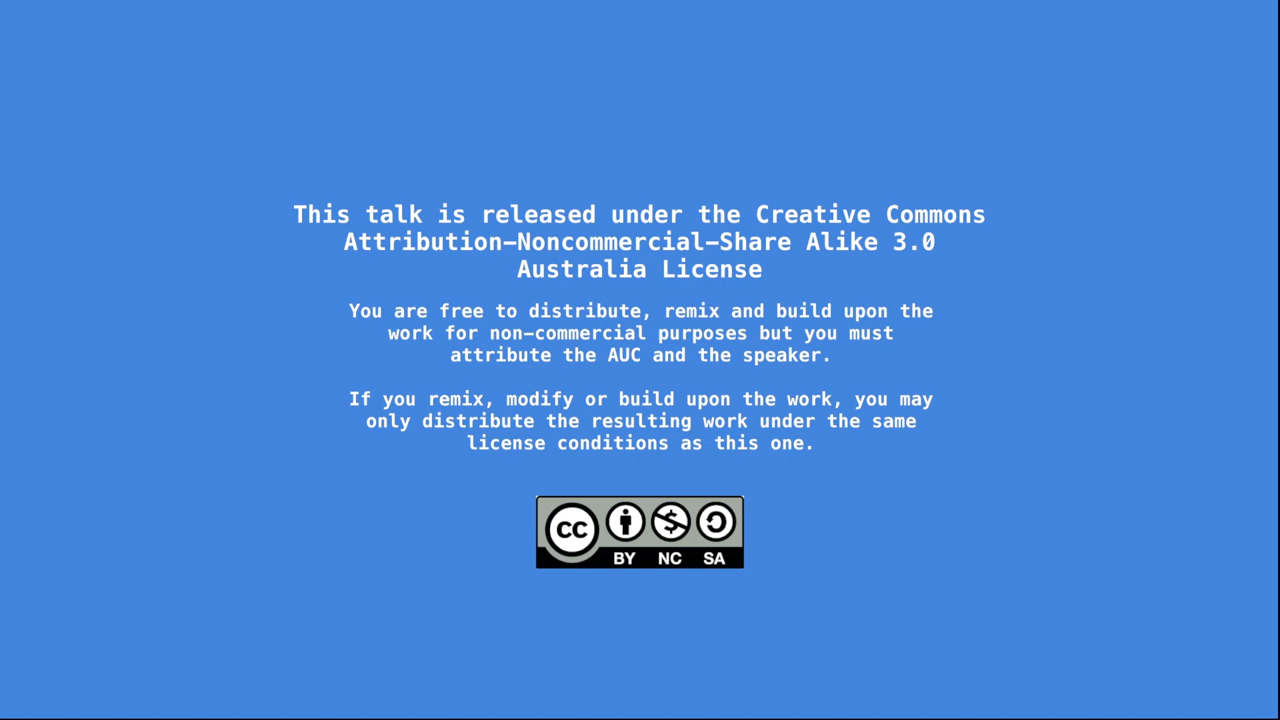 This talk is released under the Creative Commons
Attribution–Noncommercial–Share Alike 3.0
Australia License
You are free to distribute, remix and build upon the
work for non–commercial purposes but you must
attribute the AUC and the speaker.
If you remix, modify or build upon the work, you may
only distribute the resulting work under the same
license conditions as this one.
CC
BY NC SA